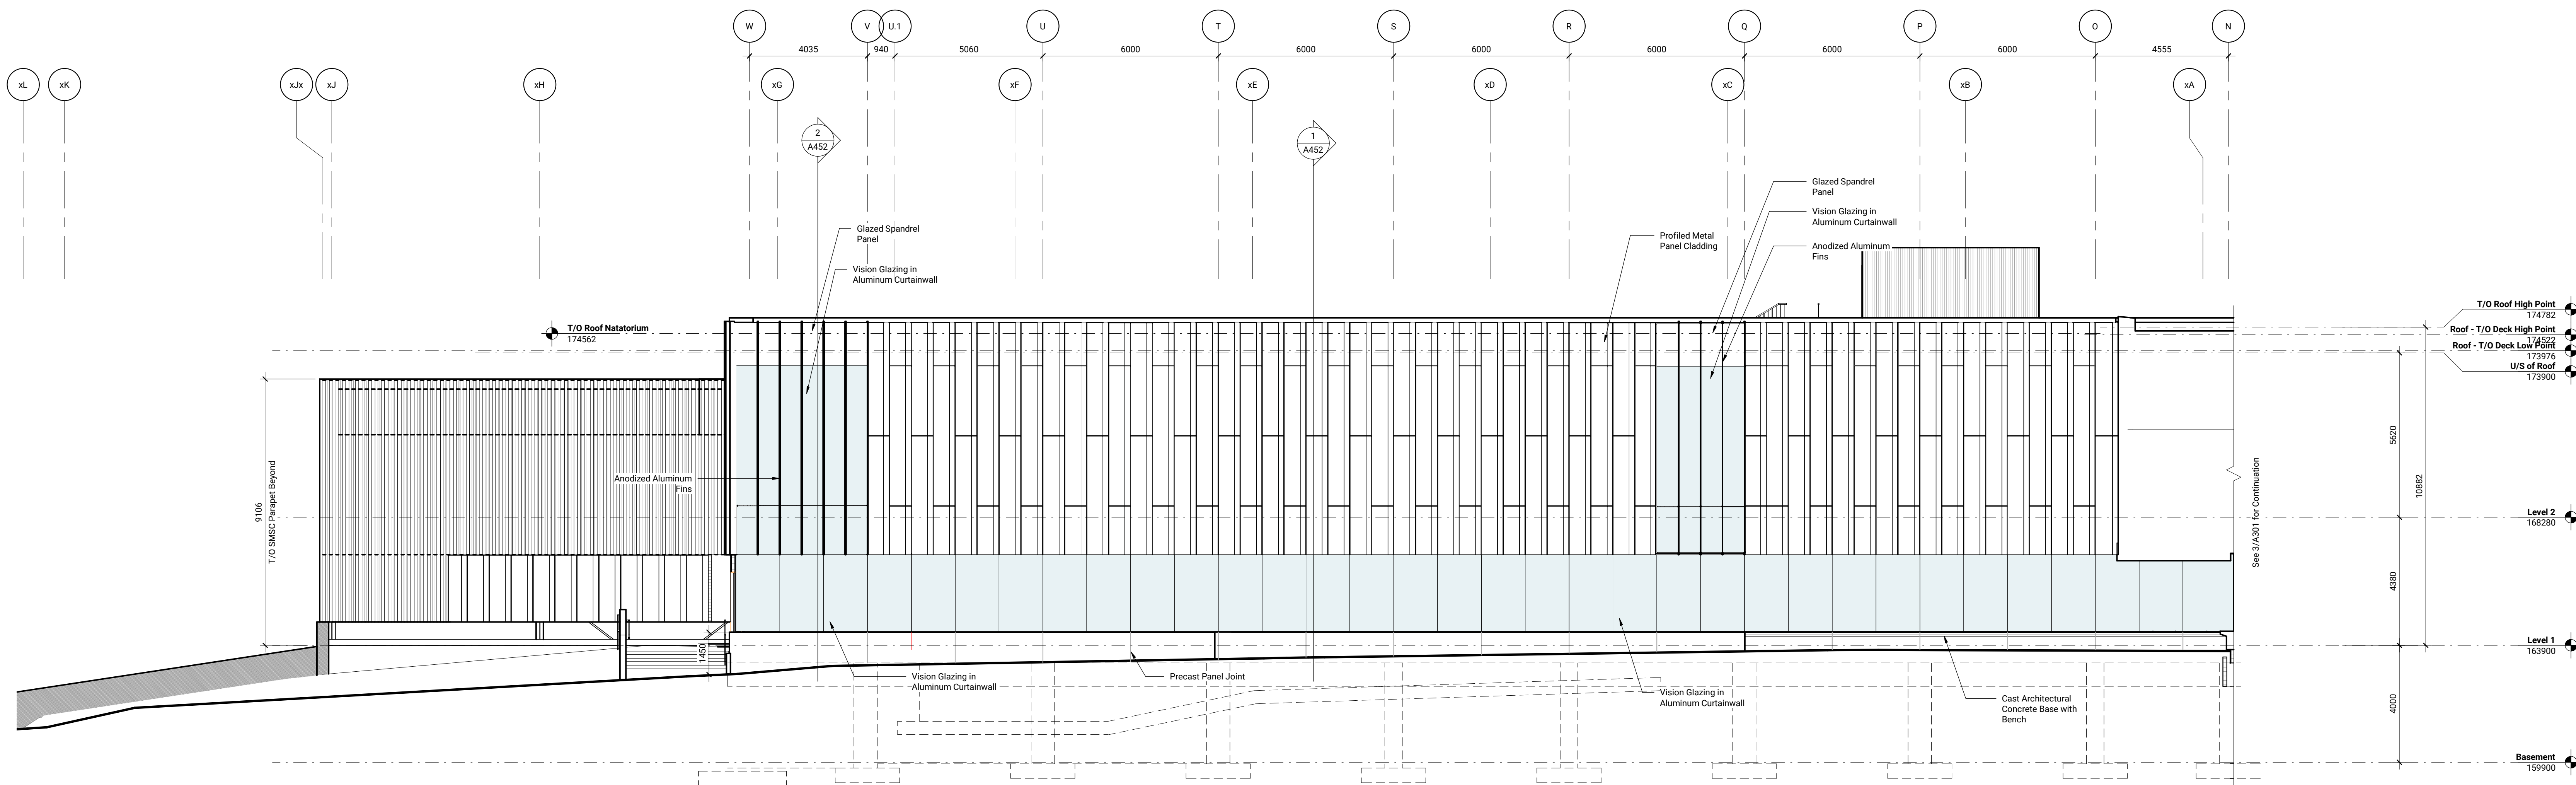 W
V
U.1
U
T
S
R
Q
P
O
N
4035
940
5060
6000
6000
6000
6000
6000
6000
4555
xL
xK
xJx
xJ
xH
xG
xF
xE
xD
xC
xB
xA
2
A452
1
A452
Glazed Spandrel
Panel
Vision Glazing in
Aluminum Curtainwall
Anodized Aluminum
Fins
Profiled Metal
Panel Cladding
Glazed Spandrel
Panel
Vision Glazing in
Aluminum Curtainwall
T/O Roof Natatorium
174562
T/O Roof High Point
174782
Roof - T/O Deck High Point
174522
Roof - T/O Deck Low Point
173976
U/S of Roof
173900
Anodized Aluminum
Fins
9106
T/O SMSC Parapet Beyond
5620
10882
See 3/A301 for Continuation
Level 2
168280
4380
1450
Level 1
163900
Vision Glazing in
Aluminum Curtainwall
Precast Panel Joint
Vision Glazing in
Aluminum Curtainwall
Cast Architectural
Concrete Base with
Bench
4000
Basement
159900